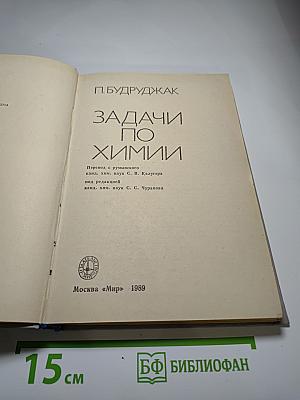 П. БУДРУДЖАК
ЗАДАЧИ
ПО
ХИМИИ
Перевод с румынского
канд. хим. наук С. В. Калугера
под редакцией
канд. хим. наук С. С. Чуранова
Москва «Мир» 1989
15 см
БФ БИБЛИОФАН